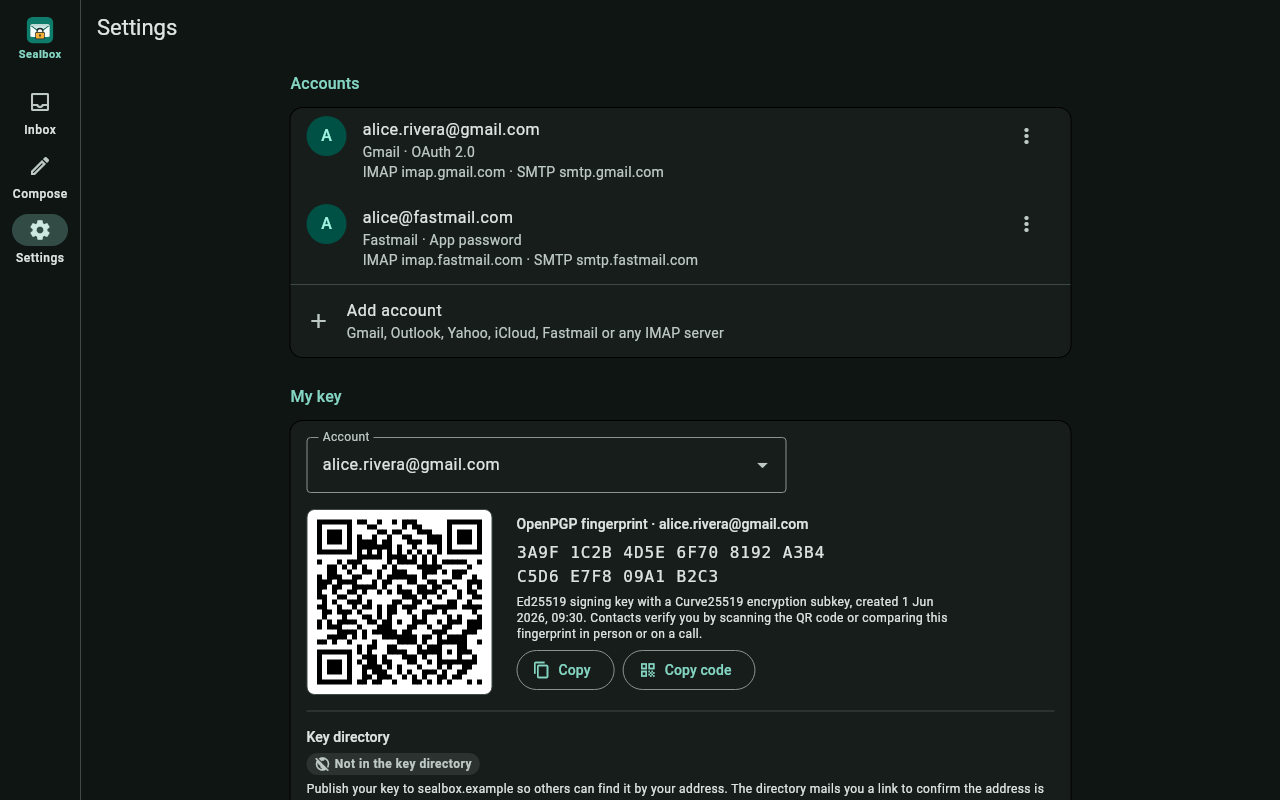 Settings
Sealbox
Inbox
Compose
Settings
Accounts
A
alice.rivera@gmail.com
Gmail · OAuth 2.0
IMAP imap.gmail.com · SMTP smtp.gmail.com
A
alice@fastmail.com
Fastmail · App password
IMAP imap.fastmail.com · SMTP smtp.fastmail.com
Add account
Gmail, Outlook, Yahoo, iCloud, Fastmail or any IMAP server
My key
Account
alice.rivera@gmail.com
OpenPGP fingerprint · alice.rivera@gmail.com
3A9F 1C2B 4D5E 6F70 8192 A3B4
C5D6 E7F8 09A1 B2C3
Ed25519 signing key with a Curve25519 encryption subkey, created 1 Jun
2026, 09:30. Contacts verify you by scanning the QR code or comparing this
fingerprint in person or on a call.
Copy
Copy code
Key directory
Not in the key directory
Publish your key to sealbox.example so others can find it by your address. The directory mails you a link to confirm the address is